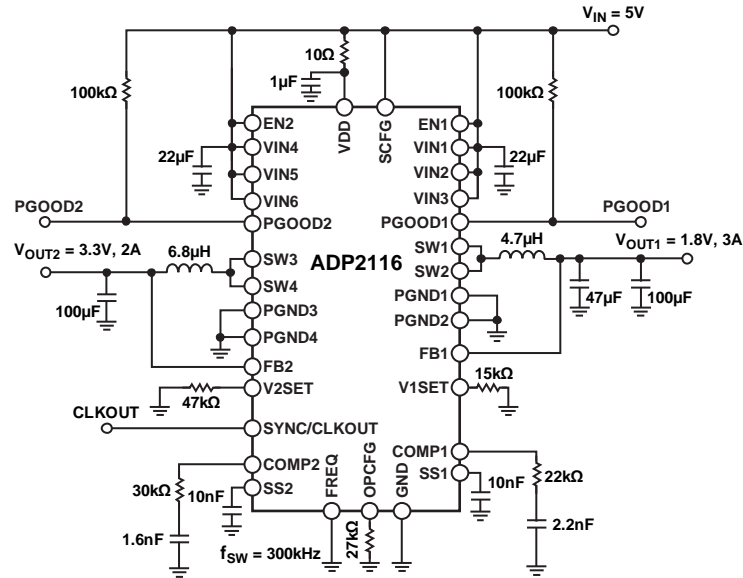 VIN = 5V
10Ω
100kΩ
1µF
100kΩ
VDD
SCFG
EN2
EN1
VIN4
VIN1
22µF
22µF
VIN5
VIN2
VIN6
VIN3
PGOOD2
PGOOD2
PGOOD1
PGOOD1
VOUT2 = 3.3V, 2A
6.8µH
SW3
ADP2116
SW1
4.7µH
VOUT1 = 1.8V, 3A
SW4
SW2
100µF
PGND3
PGND1
47µF
100µF
PGND4
PGND2
FB2
FB1
V2SET
47kΩ
V1SET
15kΩ
CLKOUT
SYNC/CLKOUT
COMP2
COMP1
30kΩ
10nF
SS2
FREQ
OPCFG
GND
SS1
10nF
22kΩ
1.6nF
fSW = 300kHz
27kΩ
2.2nF